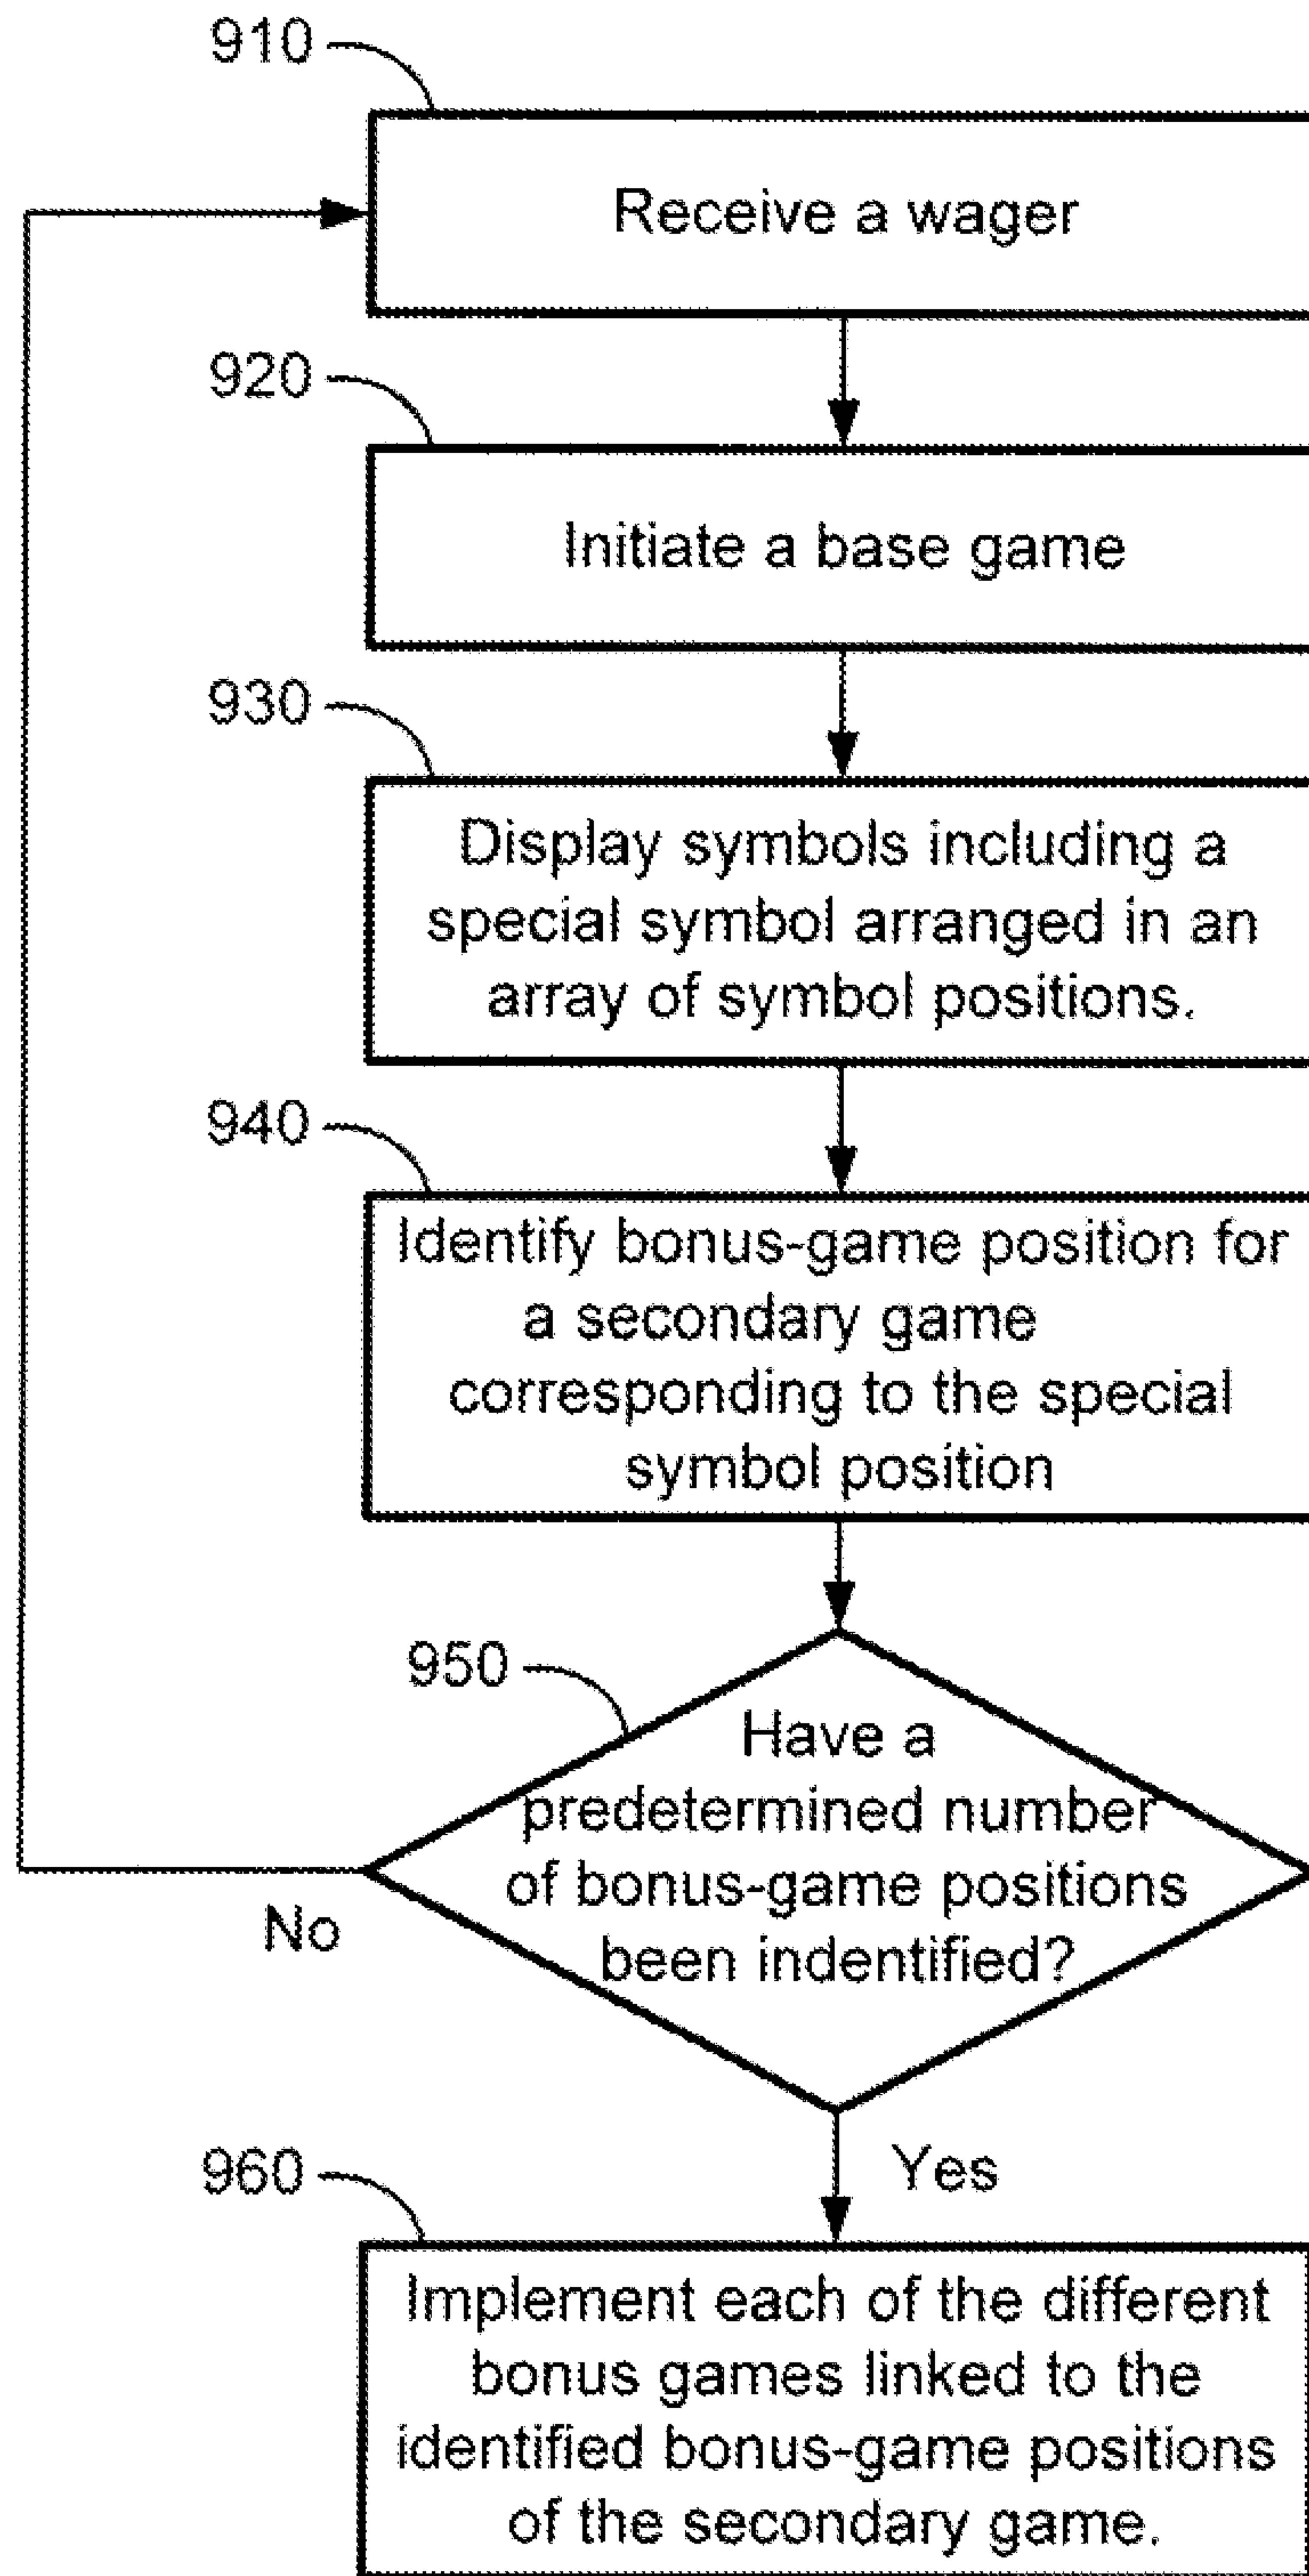 910
Receive a wager
920
Initiate a base game
930
Display symbols including a
special symbol arranged in an
array of symbol positions.
940
Identify bonus-game position for
a secondary game
corresponding to the special
symbol position
950
Have a
predetermined number
of bonus-game positions
been indentified?
No
Yes
960
Implement each of the different
bonus games linked to the
identified bonus-game positions
of the secondary game.